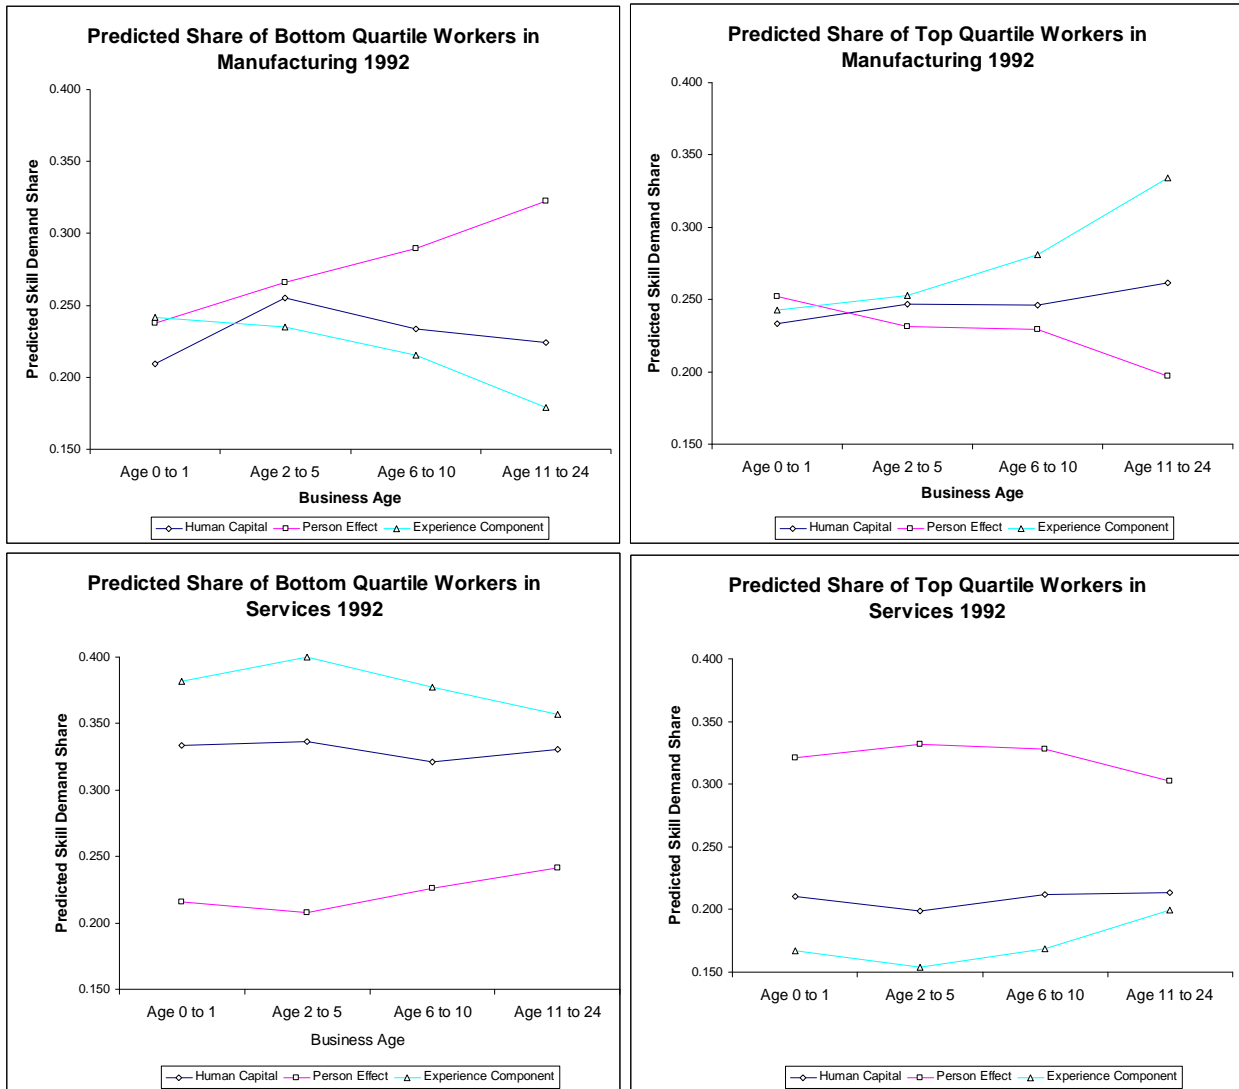 Predicted Share of Bottom Quartile Workers in
Manufacturing 1992
0.400
0.350
0.300
0.250
0.200
0.150
Predicted Skill Demand Share
Age 0 to 1
Age 2 to 5
Age 6 to 10
Age 11 to 24
Business Age
Human Capital
Person Effect
Experience Component
Predicted Share of Top Quartile Workers in
Manufacturing 1992
0.400
0.350
0.300
0.250
0.200
0.150
Predicted Skill Demand Share
Age 0 to 1
Age 2 to 5
Age 6 to 10
Age 11 to 24
Business Age
Human Capital
Person Effect
Experience Component
Predicted Share of Bottom Quartile Workers in
Services 1992
0.400
0.350
0.300
0.250
0.200
0.150
Predicted Skill Demand Share
Age 0 to 1
Age 2 to 5
Age 6 to 10
Age 11 to 24
Business Age
Human Capital
Person Effect
Experience Component
Predicted Share of Top Quartile Workers in
Services 1992
0.400
0.350
0.300
0.250
0.200
0.150
Predicted Skill Demand Share
Age 0 to 1
Age 2 to 5
Age 6 to 10
Age 11 to 24
Human Capital
Person Effect
Experience Component